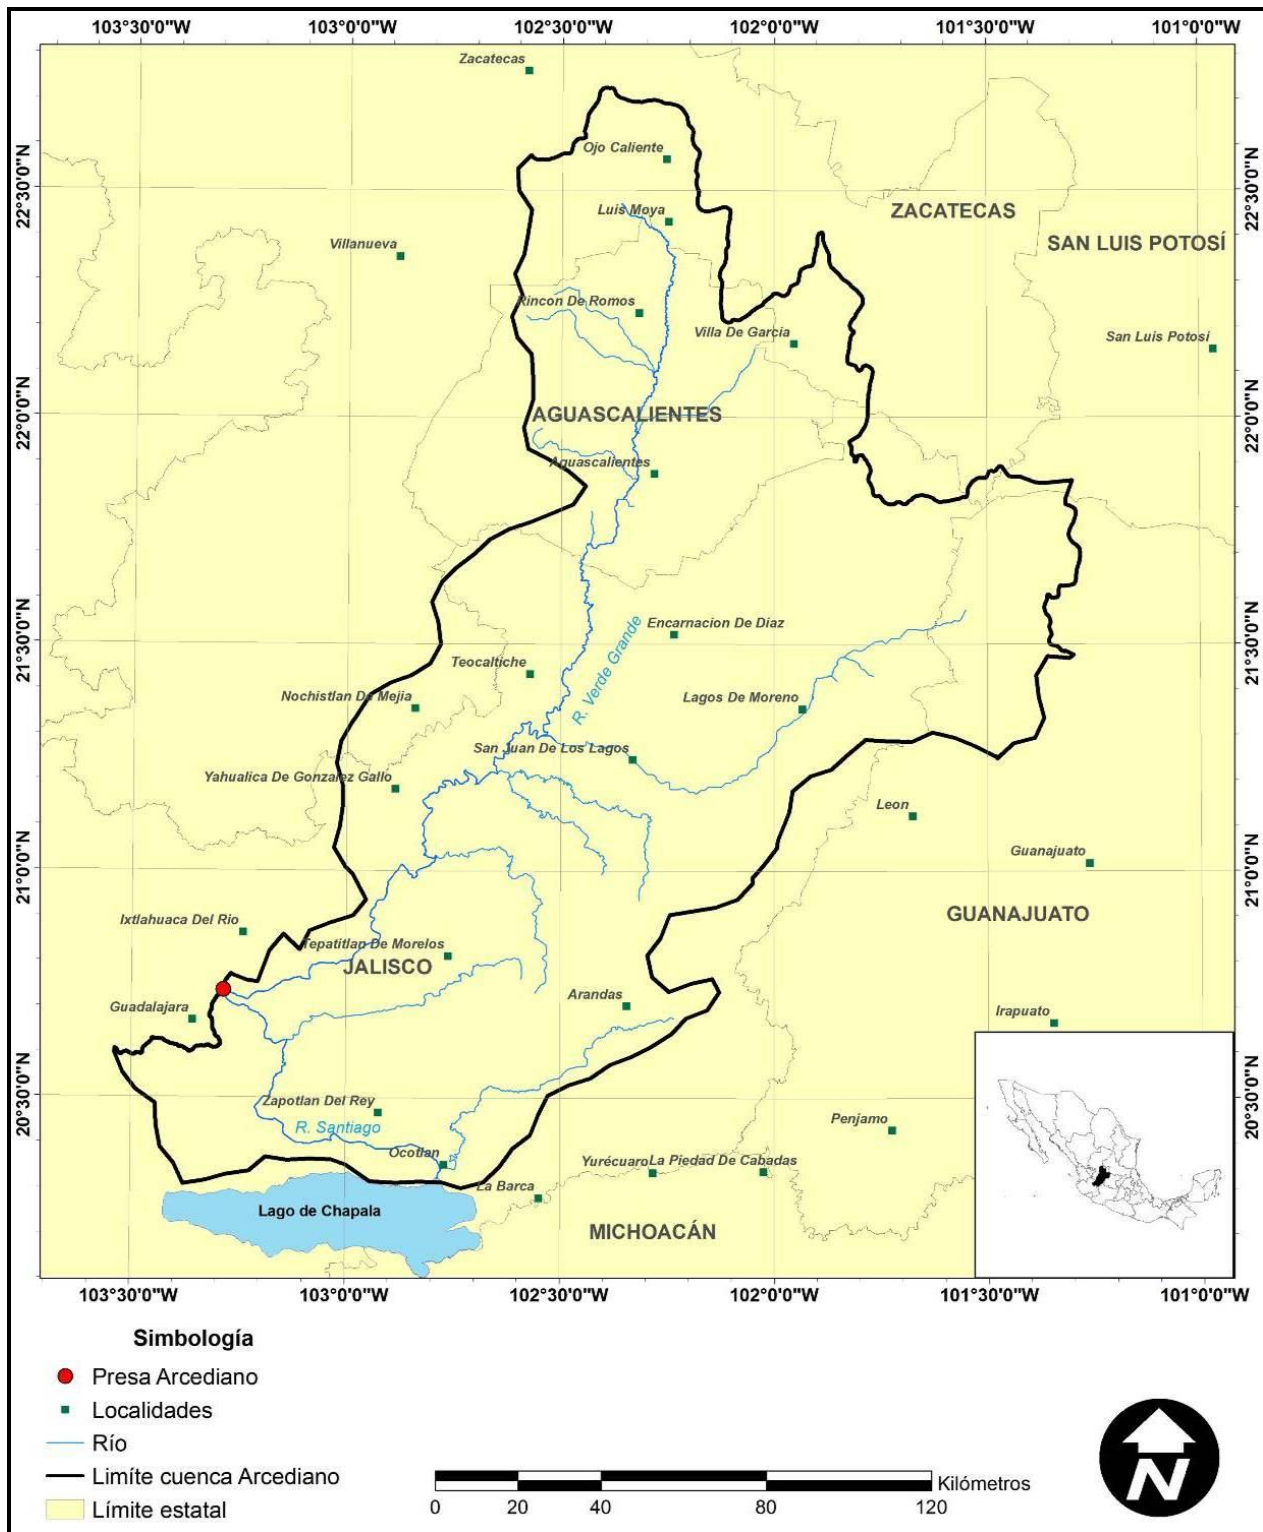 103°30'0"W 103°0'0"W 102°30'0"W 102°0'0"W 101°30'0"W 101°0'0"W
Zacatecas
Ojo Caliente
22°30'0"N 22°30'0"N
Luis Moya
ZACATECAS
SAN LUIS POTOSÍ
Villanueva
Rincon De Romos
Villa De Garcia
San Luis Potosi
22°0'0"N 22°0'0"N
AGUASCALIENTES
Aguascalientes
Encarnacion De Diaz
21°30'0"N 21°30'0"N
R. Verde Grande
Teocaltiche
Nochistlan De Mejia
Lagos De Moreno
San Juan De Los Lagos
Yahualica De Gonzalez Gallo
Leon
Guanajuato
21°0'0"N 21°0'0"N
GUANAJUATO
Ixtlahuaca Del Rio
Tepatitlan De Morelos
JALISCO
Arandas
Guadalajara
Irapuato
20°30'0"N 20°30'0"N
Zapotlan Del Rey
R. Santiago
Penjamo
Ocotlan
Yurécuaro
La Piedad De Cabadas
La Barca
Lago de Chapala
MICHOACÁN
103°30'0"W 103°0'0"W 102°30'0"W 102°0'0"W 101°30'0"W 101°0'0"W
Simbología
Presa Arcediano
Localidades
Río
Limíte cuenca Arcediano
Límite estatal
Kilómetros
0 20 40 80 120
N